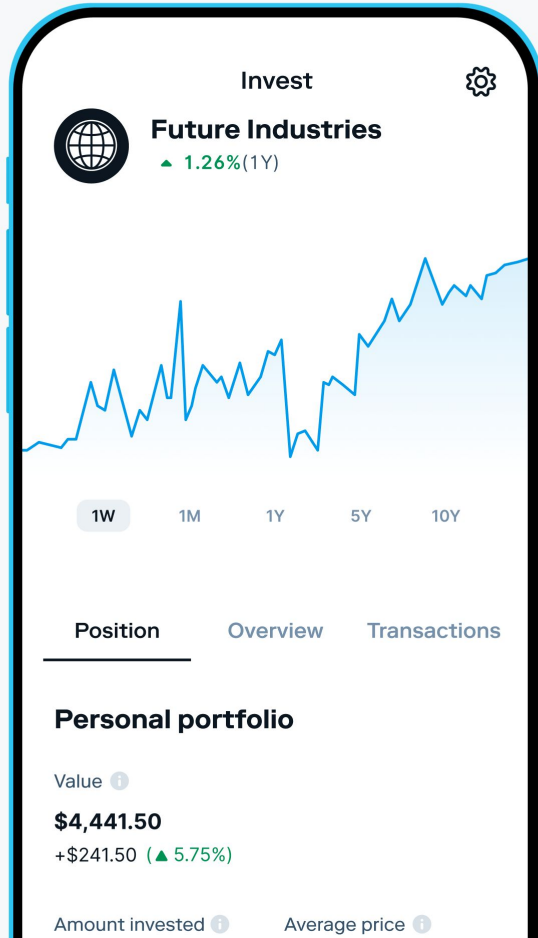 Invest
Future Industries
▲ 1.26%(1Y)
1W 1M 1Y 5Y 10Y
Position Overview Transactions
Personal portfolio
Value
$4,441.50
+$241.50 (▲ 5.75%)
Amount invested Average price